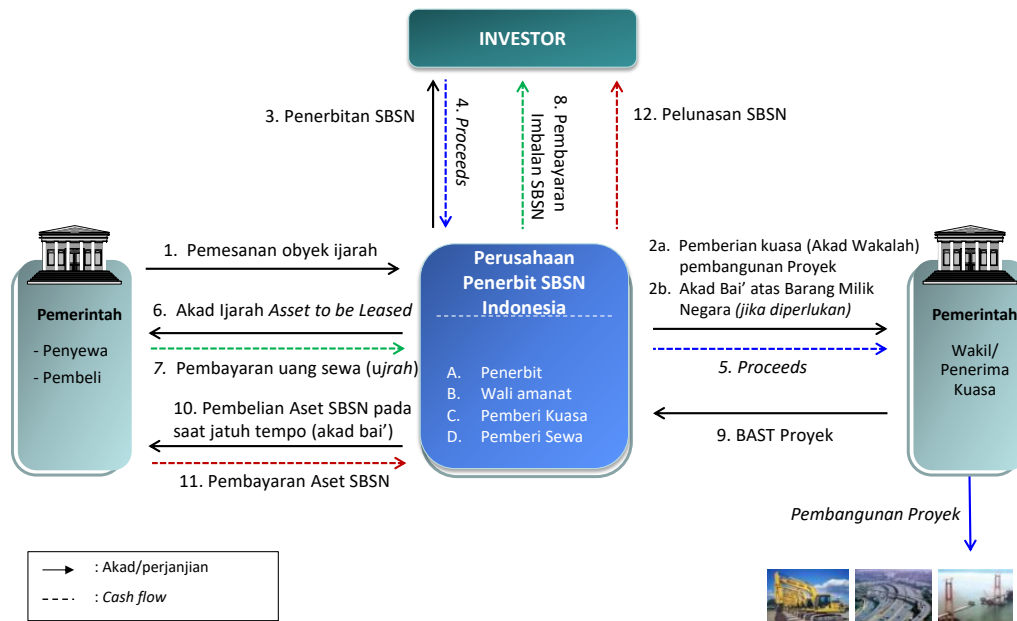 INVESTOR
3. Penerbitan SBSN
4. Proceeds
8. Pembayaran
Imbalan SBSN
12. Pelunasan SBSN
Pemerintah
- Penyewa
- Pembeli
1. Pemesanan obyek ijarah
6. Akad Ijarah Asset to be Leased
7. Pembayaran uang sewa (ujrah)
10. Pembelian Aset SBSN pada
saat jatuh tempo (akad bai’)
11. Pembayaran Aset SBSN
Perusahaan
Penerbit SBSN
Indonesia
A. Penerbit
B. Wali amanat
C. Pemberi Kuasa
D. Pemberi Sewa
2a. Pemberian kuasa (Akad Wakalah)
pembangunan Proyek
2b. Akad Bai’ atas Barang Milik
Negara (jika diperlukan)
5. Proceeds
9. BAST Proyek
Pemerintah
Wakil/
Penerima
Kuasa
Pembangunan Proyek
: Akad/perjanjian
: Cash flow